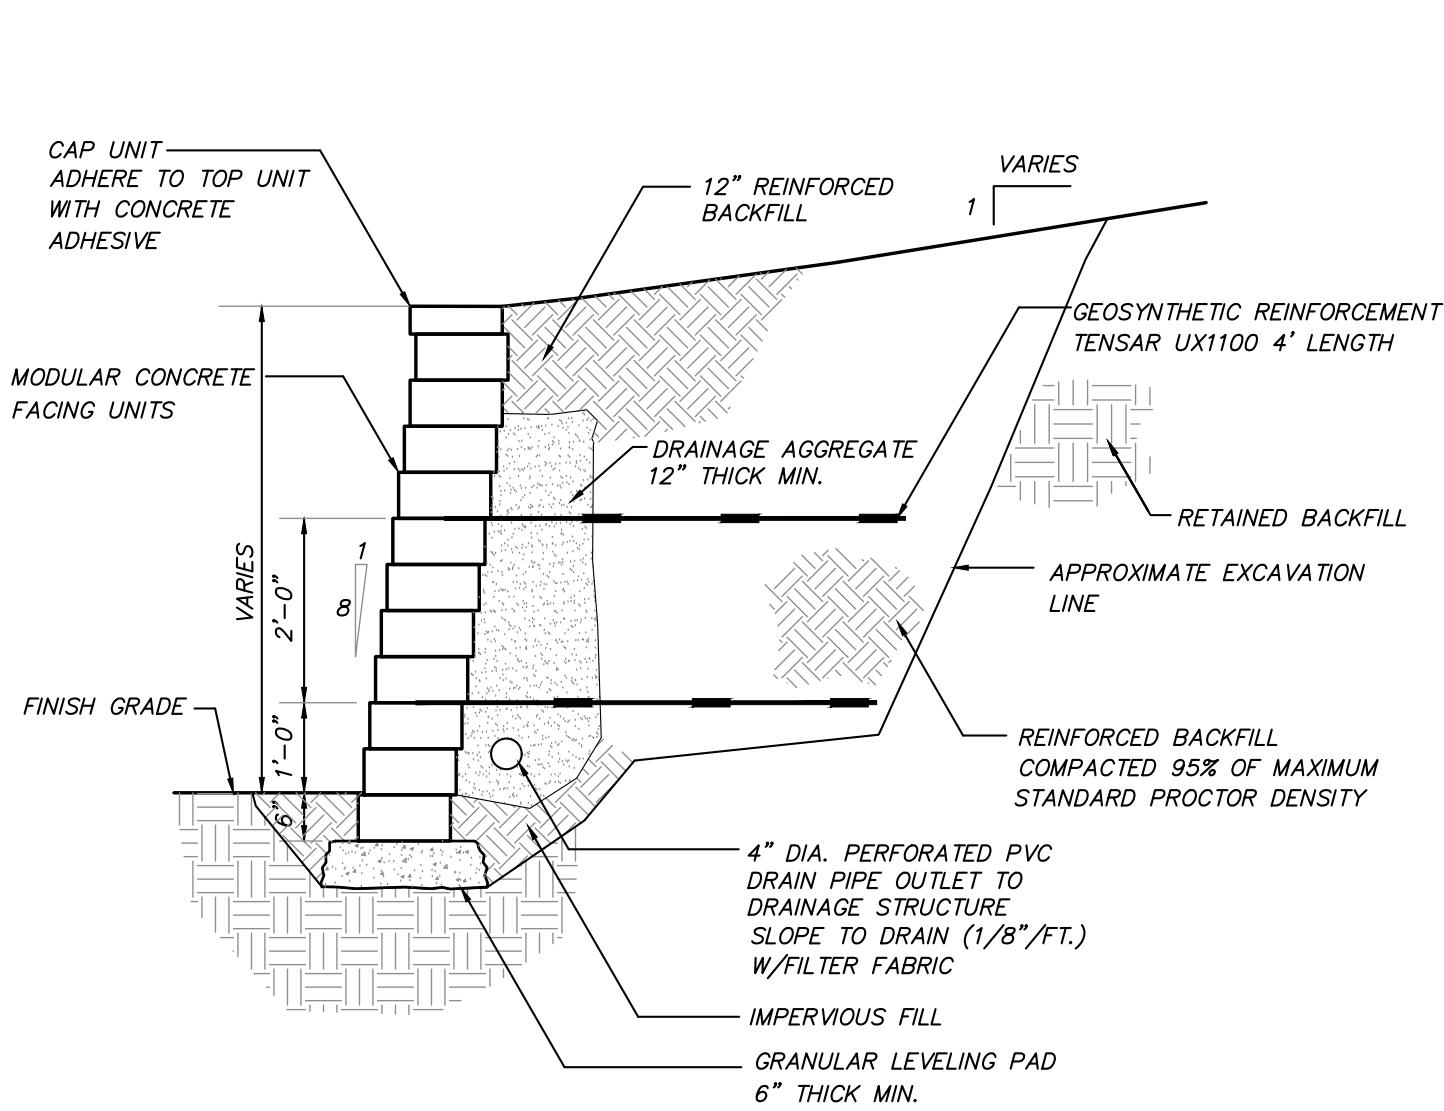 CAP UNIT
ADHERE TO TOP UNIT
WITH CONCRETE
ADHESIVE
12" REINFORCED
BACKFILL
VARIES
1
GEOSYNTHETIC REINFORCEMENT
TENSAR UX1100 4' LENGTH
MODULAR CONCRETE
FACING UNITS
DRAINAGE AGGREGATE
12" THICK MIN.
RETAINED BACKFILL
APPROXIMATE EXCAVATION
LINE
VARIES
2'-0"
1
8
1'-0"
6"
FINISH GRADE
REINFORCED BACKFILL
COMPACTED 95% OF MAXIMUM
STANDARD PROCTOR DENSITY
4" DIA. PERFORATED PVC
DRAIN PIPE OUTLET TO
DRAINAGE STRUCTURE
SLOPE TO DRAIN (1/8"/FT.)
W/FILTER FABRIC
IMPERVIOUS FILL
GRANULAR LEVELING PAD
6" THICK MIN.